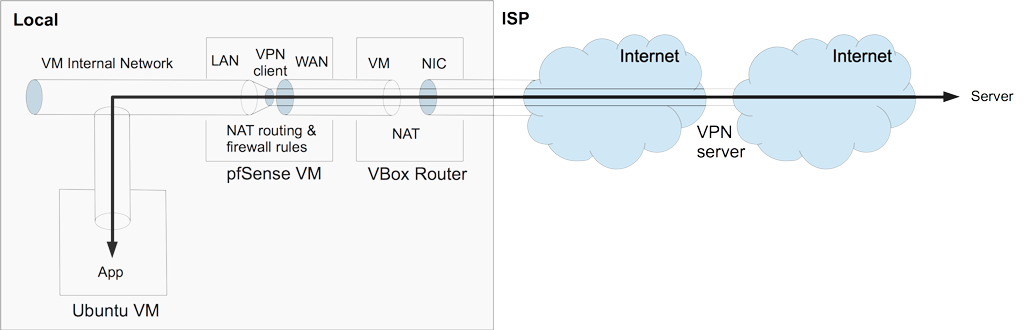 Local
ISP
VM Internal Network
LAN
VPN
client
WAN
VM
NIC
Internet
Internet
Server
NAT routing &
firewall rules
NAT
VPN
server
pfSense VM
VBox Router
App
Ubuntu VM